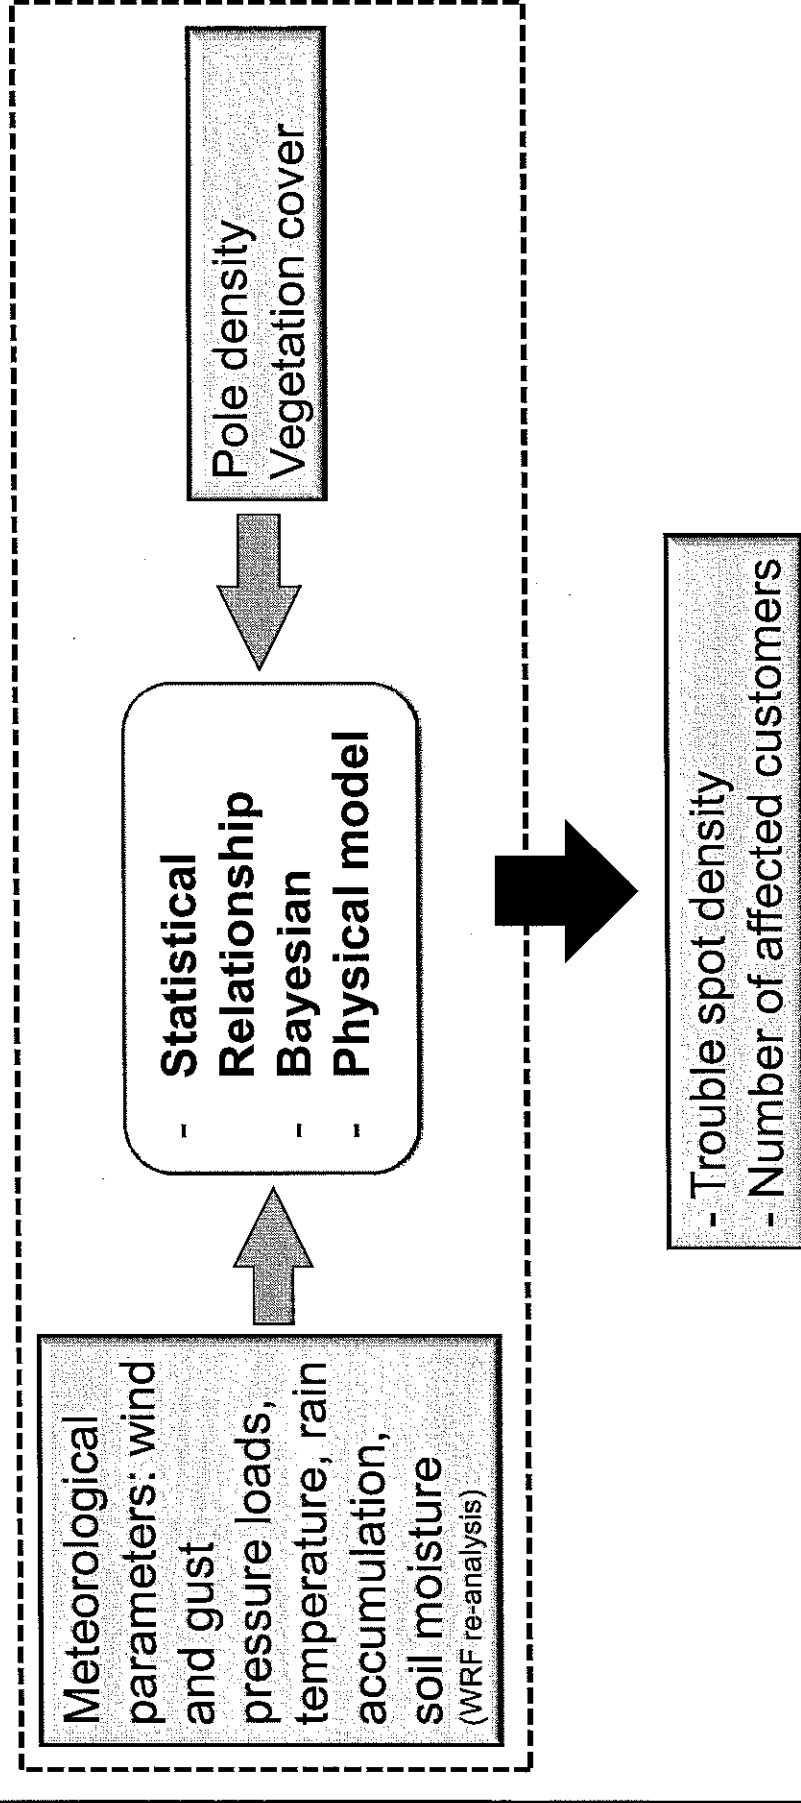 Meteorological
parameters: wind
and gust
pressure loads,
temperature, rain
accumulation,
soil moisture
(WRF re-analysis)
- Statistical
Relationship
- Bayesian
- Physical model
Pole density
Vegetation cover
- Trouble spot density
- Number of affected customers